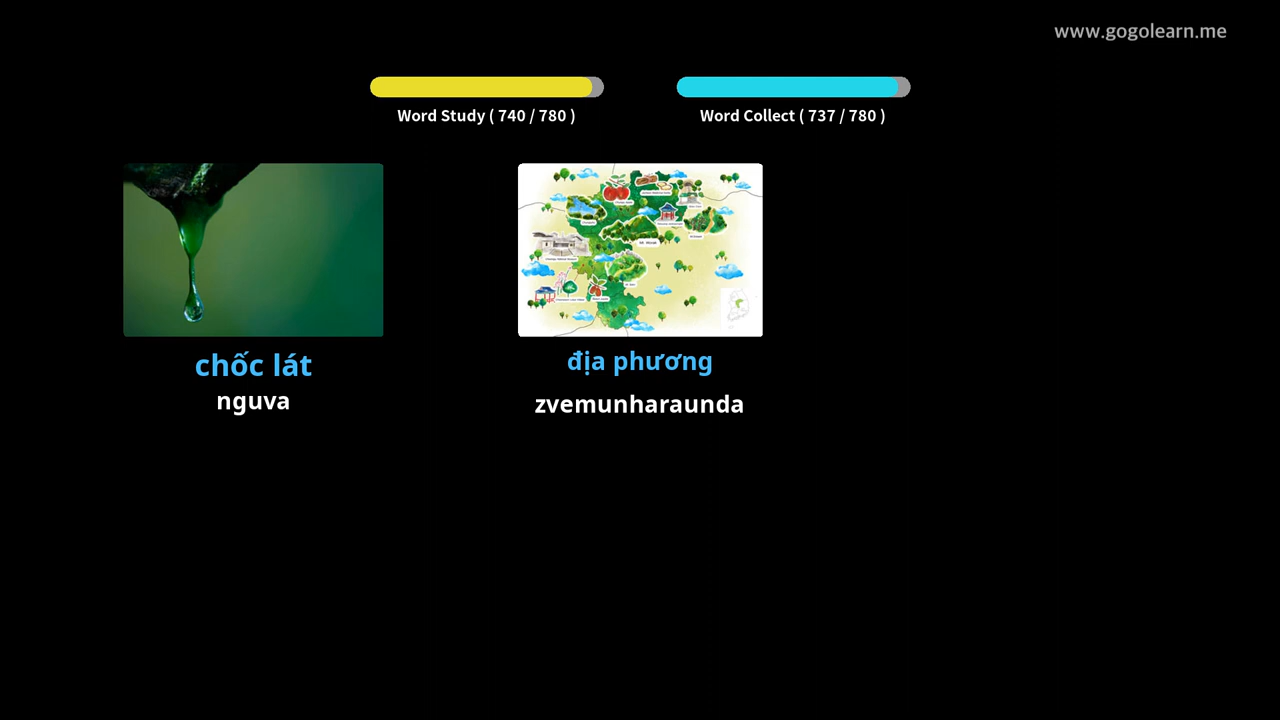 www.gogolearn.me
Word Study ( 740 / 780 )
Word Collect ( 737 / 780 )
chốc lát
nguva
địa phương
zvemunharaunda